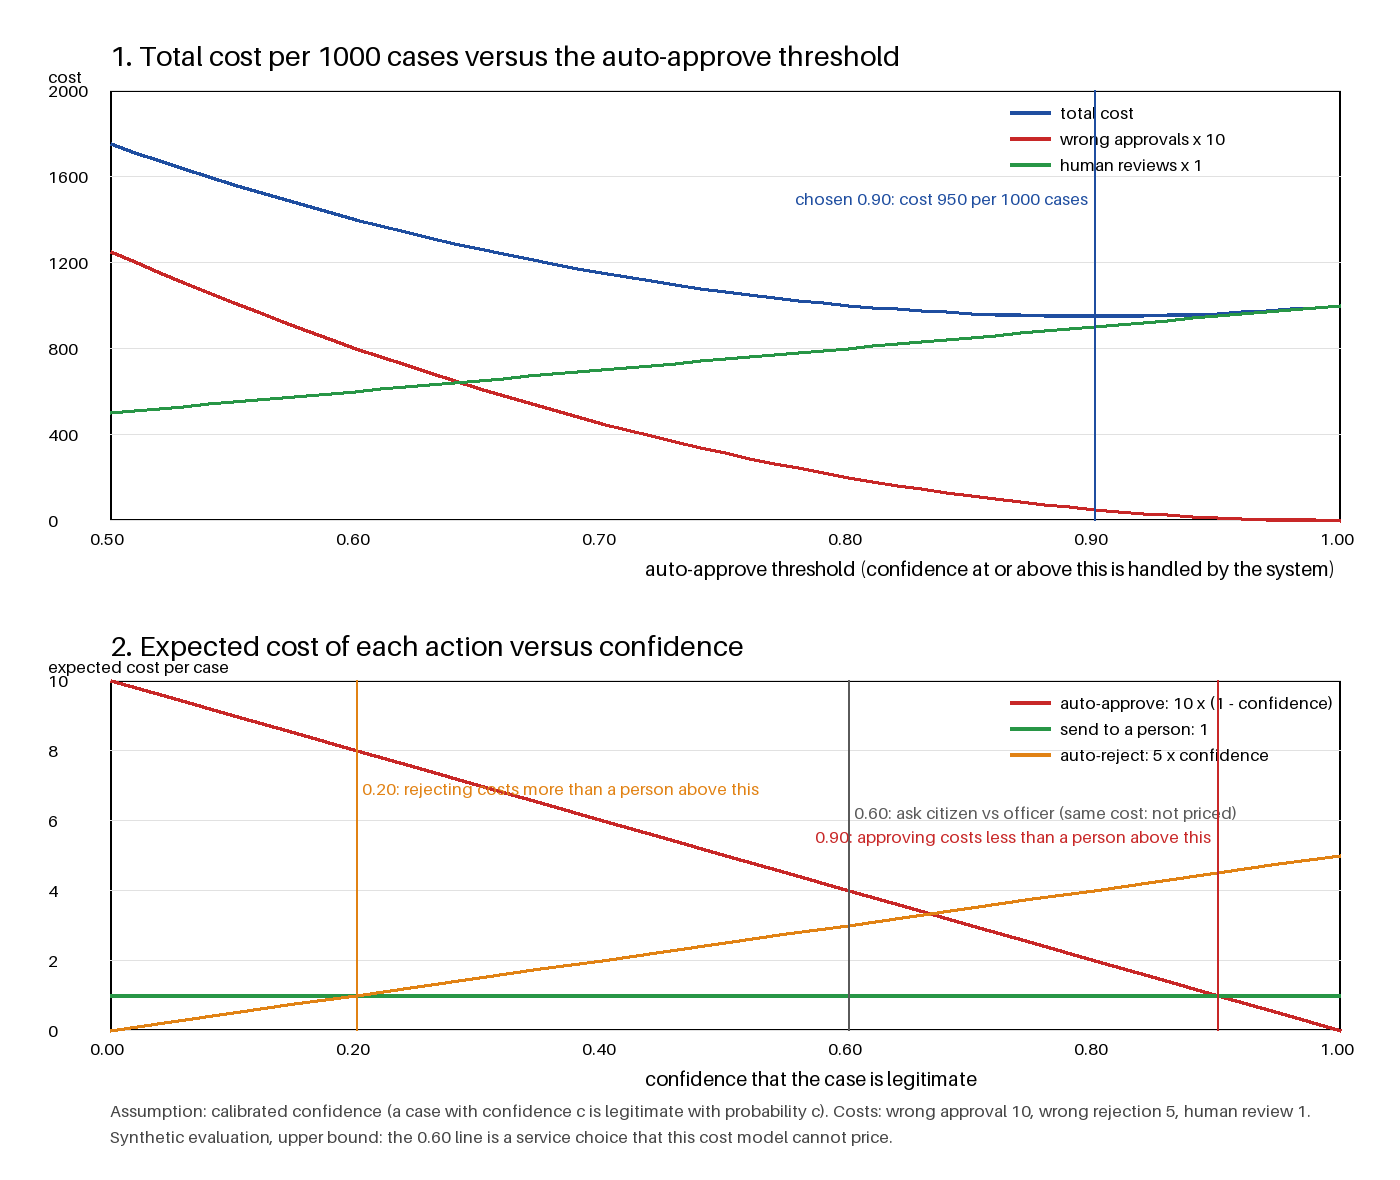 1. Total cost per 1000 cases versus the auto-approve threshold
cost
2000
total cost
wrong approvals x 10
human reviews x 1
1600
chosen 0.90: cost 950 per 1000 cases
1200
800
400
0
0.50 0.60 0.70 0.80 0.90 1.00
auto-approve threshold (confidence at or above this is handled by the system)
2. Expected cost of each action versus confidence
expected cost per case
10
auto-approve: 10 x (1 - confidence)
send to a person: 1
auto-reject: 5 x confidence
8
0.20: rejecting costs more than a person above this
0.60: ask citizen vs officer (same cost: not priced)
6
0.90: approving costs less than a person above this
4
2
0
0.00 0.20 0.40 0.60 0.80 1.00
confidence that the case is legitimate
Assumption: calibrated confidence (a case with confidence c is legitimate with probability c). Costs: wrong approval 10, wrong rejection 5, human review 1.
Synthetic evaluation, upper bound: the 0.60 line is a service choice that this cost model cannot price.